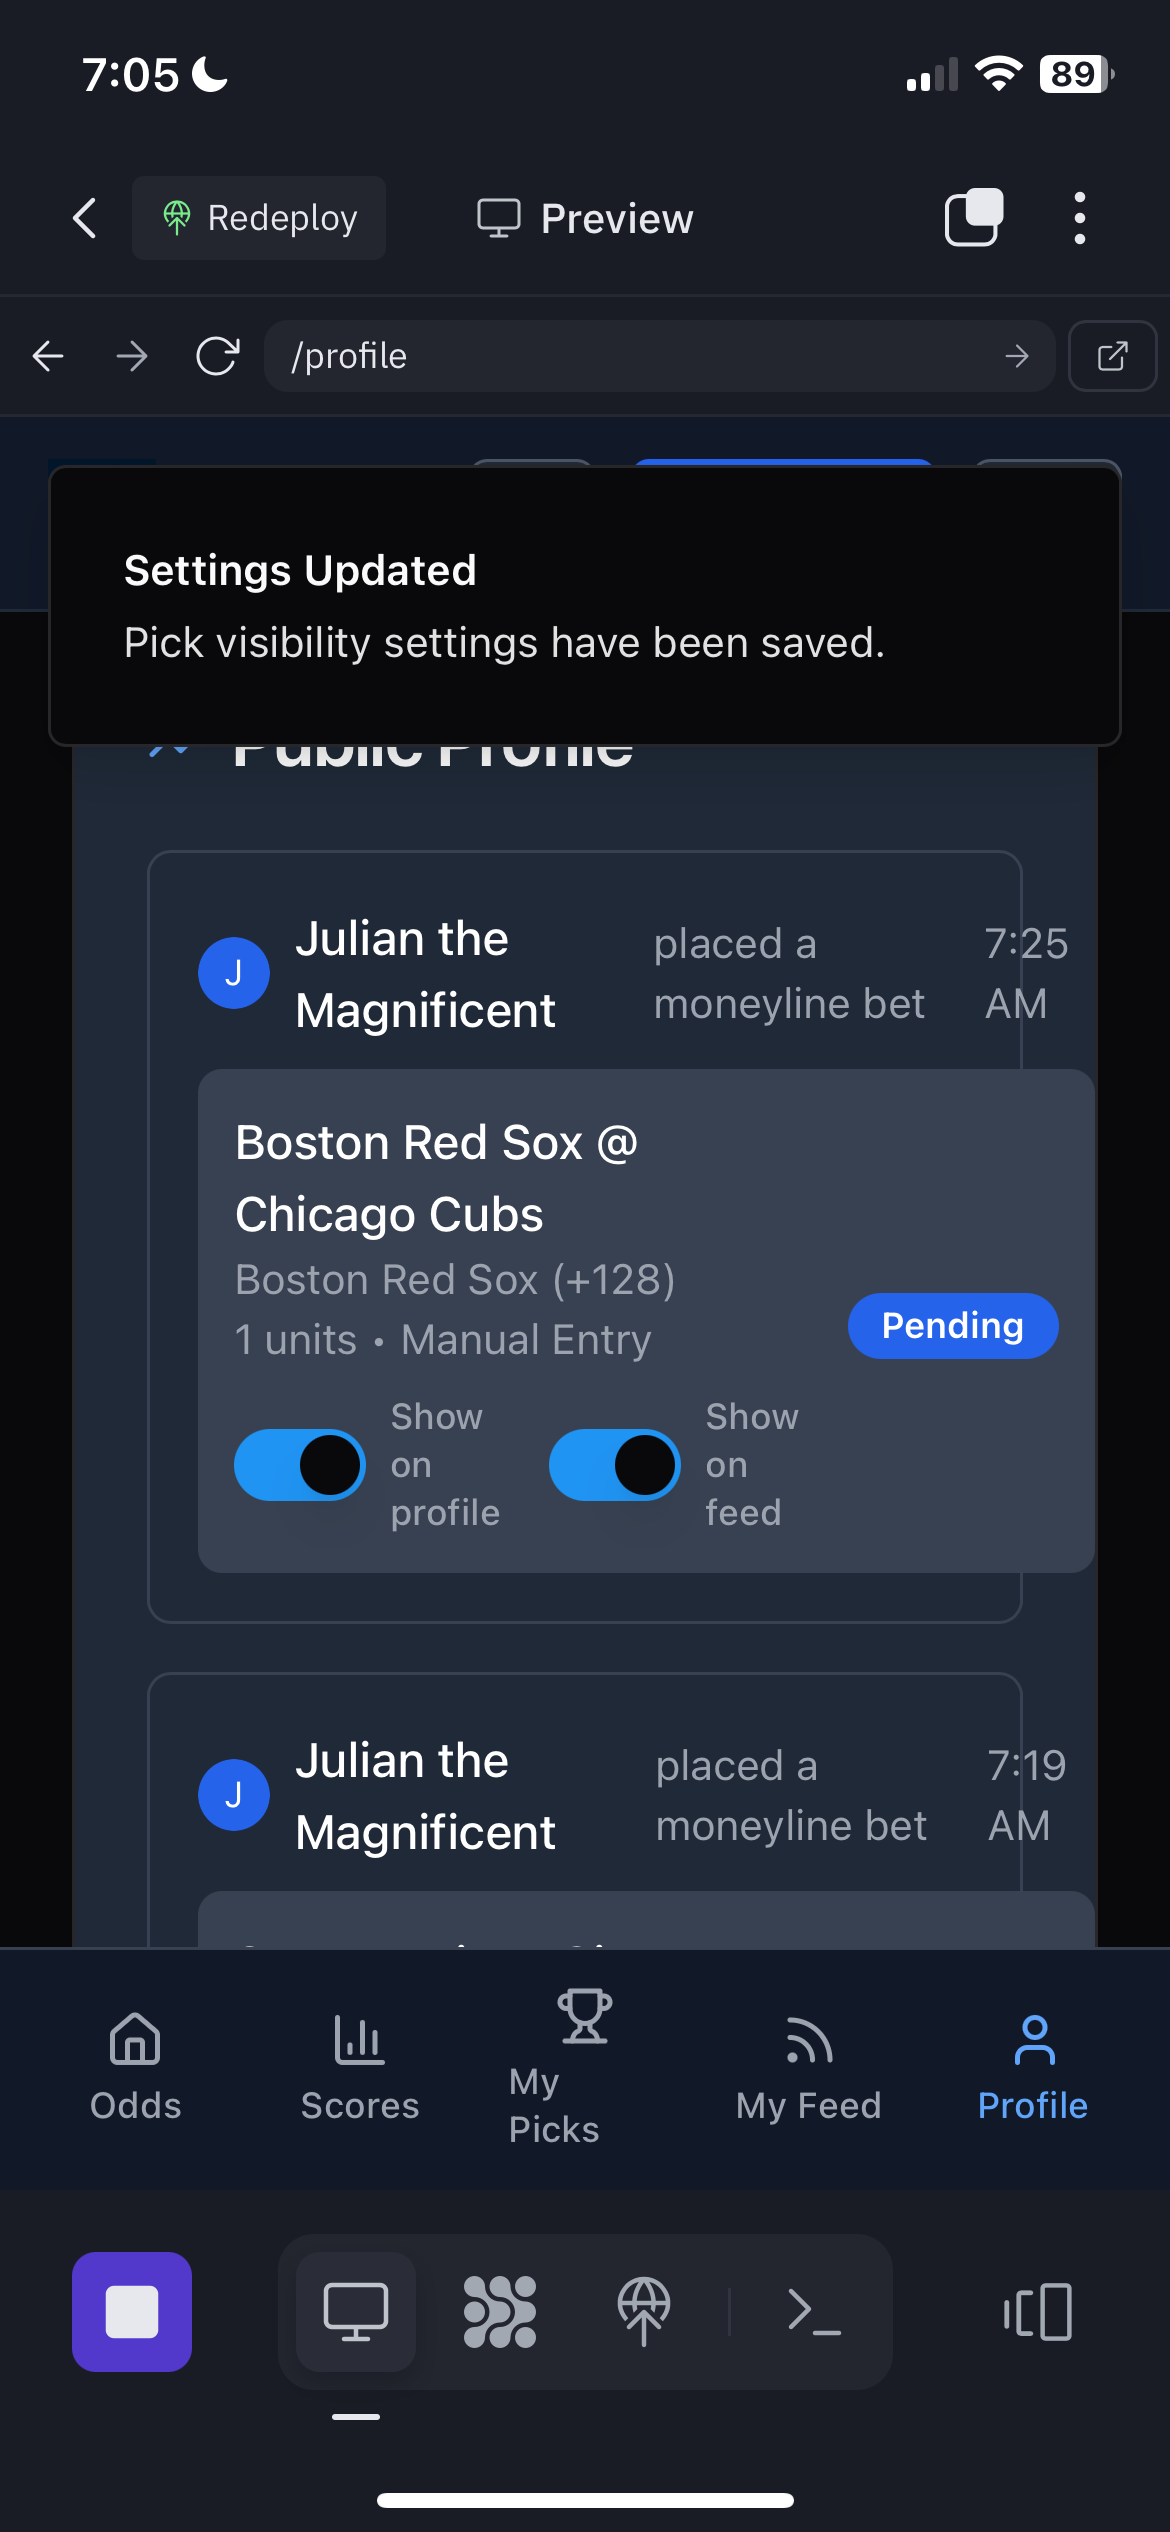 7:05
89
Redeploy
Preview
/profile
Settings Updated
Pick visibility settings have been saved.
Public Profile
J
Julian the
Magnificent
placed a
moneyline bet
7:25
AM
Boston Red Sox @
Chicago Cubs
Boston Red Sox (+128)
1 units • Manual Entry
Pending
Show
on
profile
Show
on
feed
J
Julian the
Magnificent
placed a
moneyline bet
7:19
AM
Odds
Scores
My
Picks
My Feed
Profile